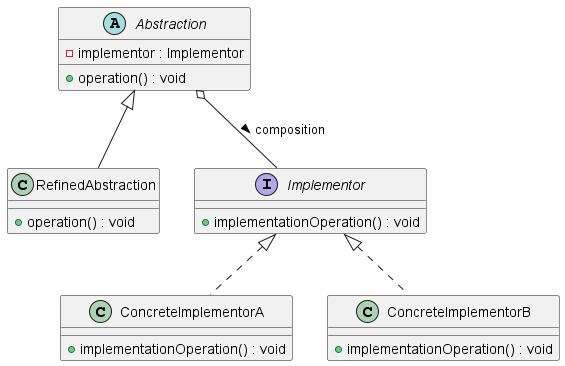 A Abstraction
implementor : Implementor
operation() : void
composition
C RefinedAbstraction
operation() : void
I Implementor
implementationOperation() : void
C ConcreteImplementorA
implementationOperation() : void
C ConcreteImplementorB
implementationOperation() : void